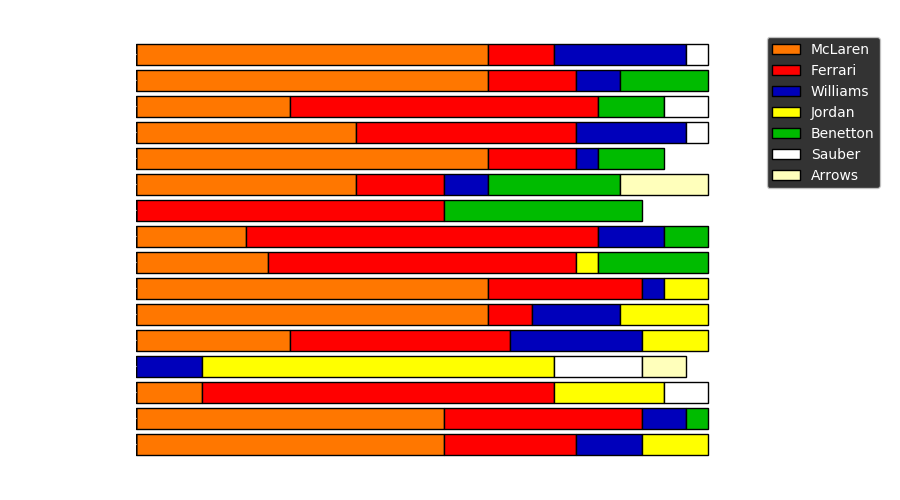 McLaren
Ferrari
Williams
Jordan
Benetton
Sauber
Arrows